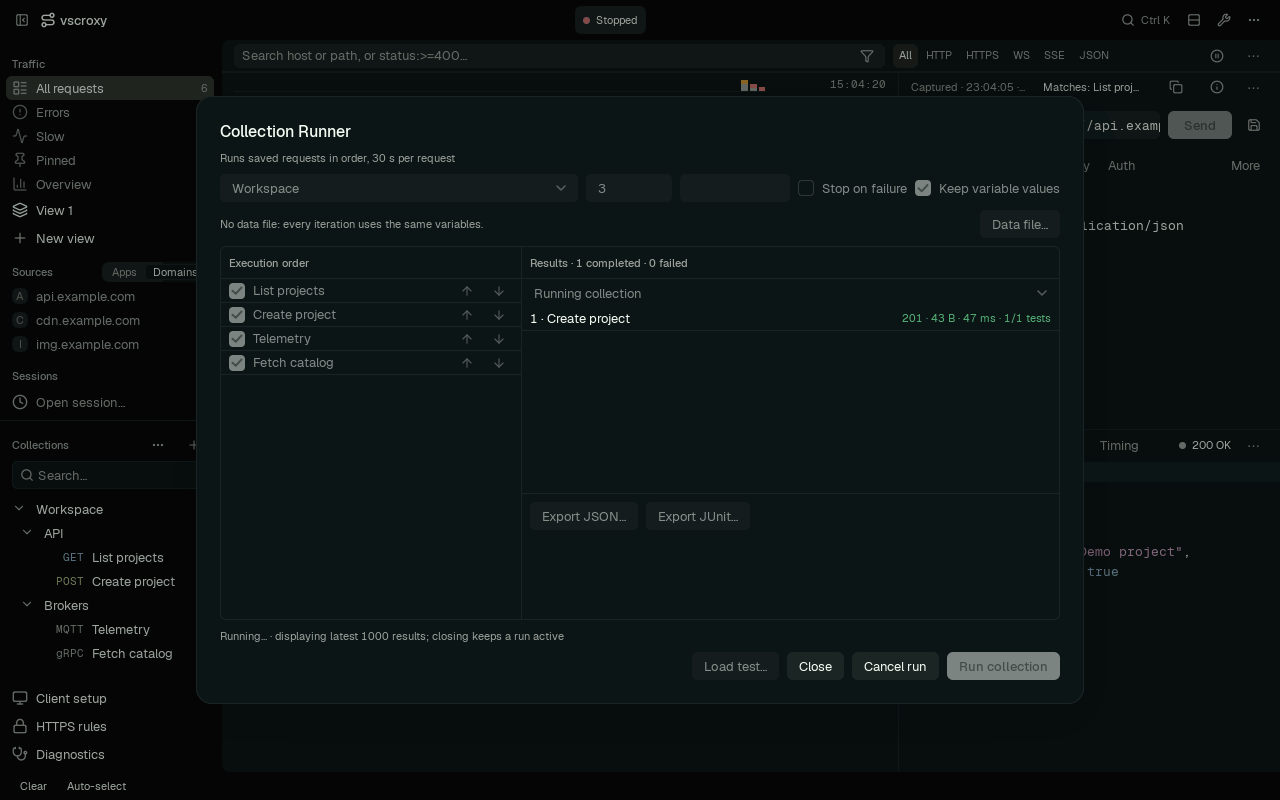 vscroxy
Stopped
Ctrl K
Traffic
All requests 6
Errors
Slow
Pinned
Overview
View 1
New view
Sources Apps Domains
A api.example.com
C cdn.example.com
I img.example.com
Sessions
Open session…
Collections
Search…
Workspace
API
GET List projects
POST Create project
Brokers
MQTT Telemetry
gRPC Fetch catalog
Client setup
HTTPS rules
Diagnostics
Clear Auto-select
Search host or path, or status:>=400…
All HTTP HTTPS WS SSE JSON
15:04:20
Captured · 23:04:05 ·… Matches: List proj…
/api.examp Send
y Auth More
lication/json
Timing 200 OK
Demo project",
true
Collection Runner
Runs saved requests in order, 30 s per request
Workspace 3 Stop on failure Keep variable values
No data file: every iteration uses the same variables. Data file…
Execution order
List projects
Create project
Telemetry
Fetch catalog
Results · 1 completed · 0 failed
Running collection
1 · Create project 201 · 43 B · 47 ms · 1/1 tests
Export JSON… Export JUnit…
Running… · displaying latest 1000 results; closing keeps a run active
Load test… Close Cancel run Run collection